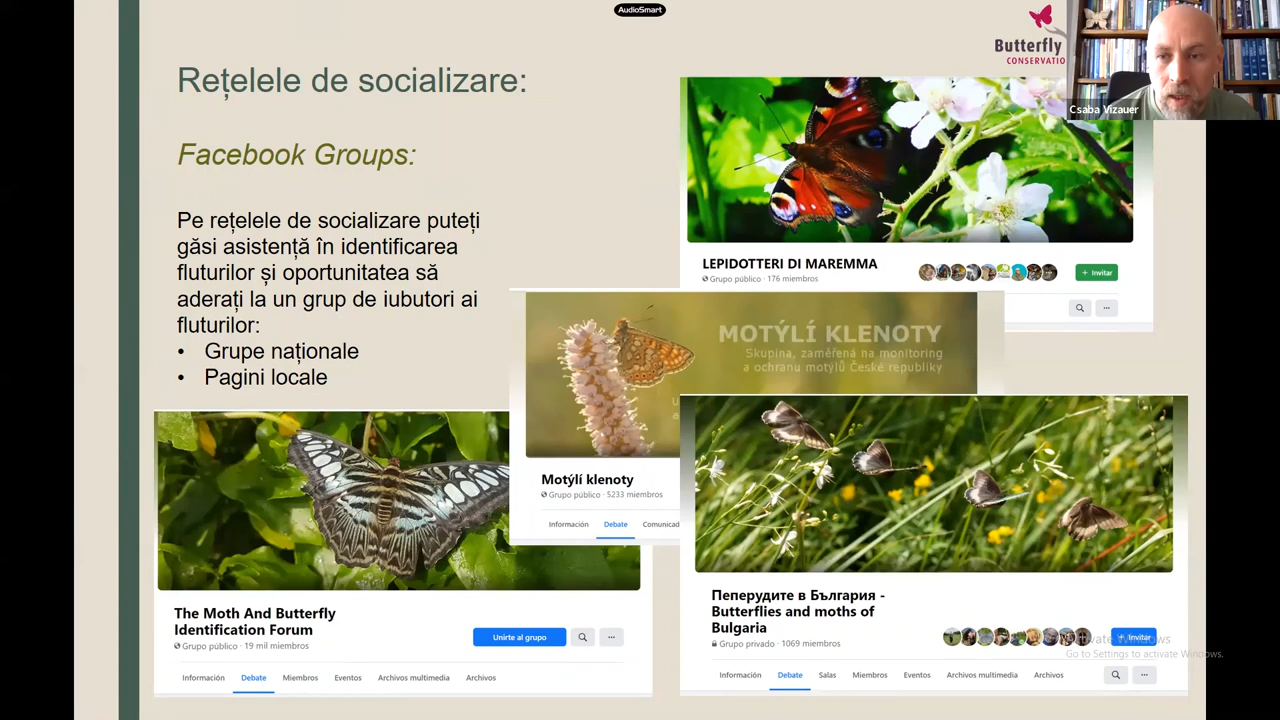 AudioSmart
Butterfly
CONSERVATIO
Csaba Vizauer
Rețelele de socializare:
Facebook Groups:
Pe rețelele de socializare puteți
găsi asistență în identificarea
fluturilor și oportunitatea să
aderați la un grup de iubutori ai
fluturilor:
• Grupe naționale
• Pagini locale
LEPIDOTTERI DI MAREMMA
Grupo público · 176 miembros
+ Invitar
MOTÝLÍ KLENOTY
Skupina, zaměřená na monitoring
a ochranu motýlů České republiky
Motýlí klenoty
Grupo público · 5233 miembros
Información Debate Comunicad
The Moth And Butterfly
Identification Forum
Grupo público · 19 mil miembros
Unirte al grupo
Información Debate Miembros Eventos Archivos multimedia Archivos
Пеперудите в България -
Butterflies and moths of
Bulgaria
Grupo privado · 1069 miembros
+ Invitar
Información Debate Salas Miembros Eventos Archivos multimedia Archivos
Activate Windows
Go to Settings to activate Windows.